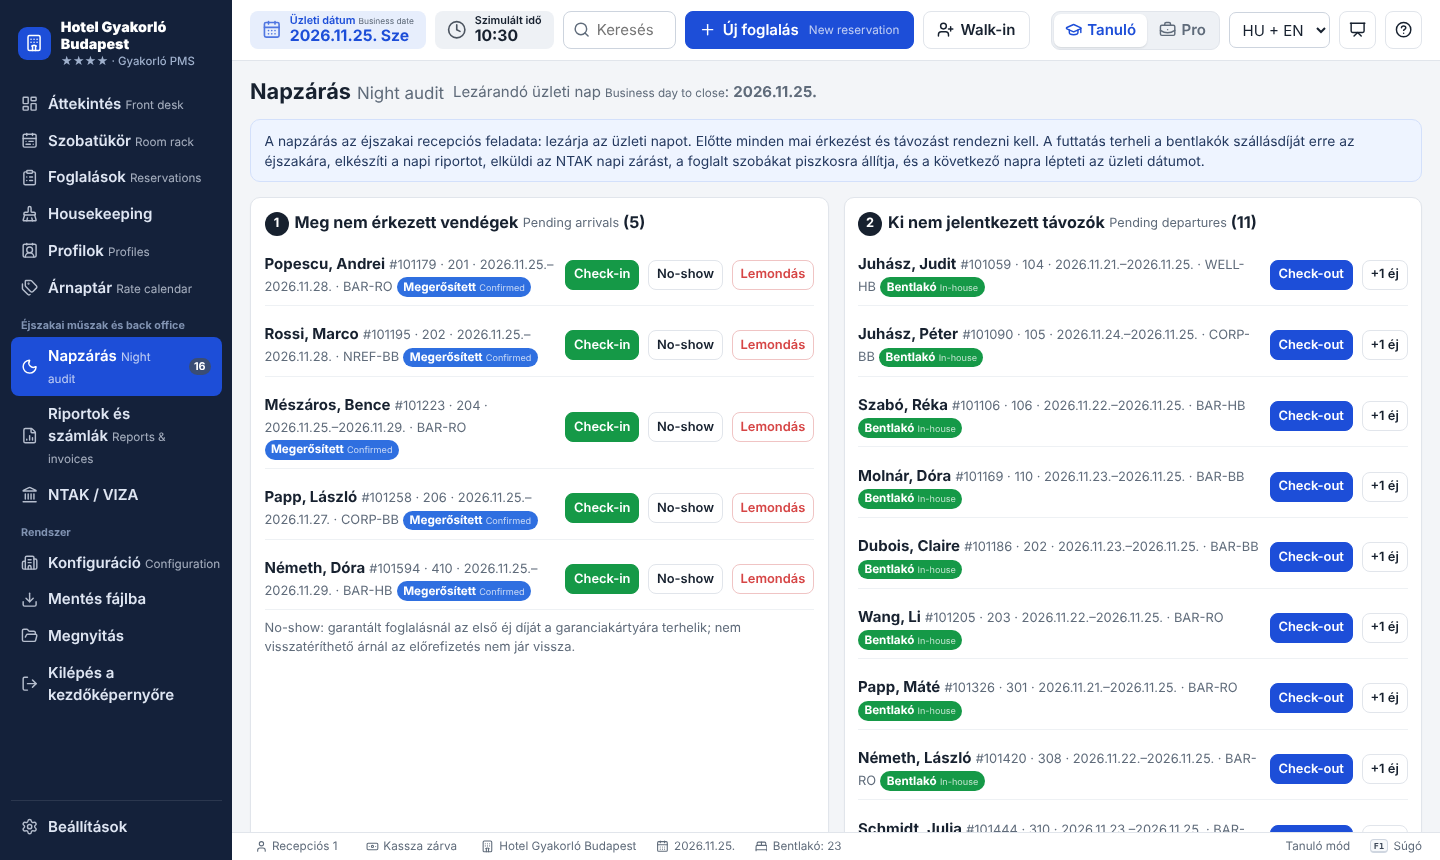 Hotel Gyakorló
Budapest
★★★★ · Gyakorló PMS
Áttekintés Front desk
Szobatükör Room rack
Foglalások Reservations
Housekeeping
Profilok Profiles
Árnaptár Rate calendar
Éjszakai műszak és back office
Napzárás Night
audit
16
Riportok és
számlák Reports &
invoices
NTAK / VIZA
Rendszer
Konfiguráció Configuration
Mentés fájlba
Megnyitás
Kilépés a
kezdőképernyőre
Beállítások
Üzleti dátum Business date
2026.11.25. Sze
Szimulált idő
10:30
Keresés
Új foglalás New reservation
Walk-in
Tanuló
Pro
HU + EN
Napzárás Night audit Lezárandó üzleti nap Business day to close: 2026.11.25.
A napzárás az éjszakai recepciós feladata: lezárja az üzleti napot. Előtte minden mai érkezést és távozást rendezni kell. A futtatás terheli a bentlakók szállásdíját erre az
éjszakára, elkészíti a napi riportot, elküldi az NTAK napi zárást, a foglalt szobákat piszkosra állítja, és a következő napra lépteti az üzleti dátumot.
1 Meg nem érkezett vendégek Pending arrivals (5)
Popescu, Andrei #101179 · 201 · 2026.11.25.–
2026.11.28. · BAR-RO Megerősített Confirmed
Check-in No-show Lemondás
Rossi, Marco #101195 · 202 · 2026.11.25.–
2026.11.28. · NREF-BB Megerősített Confirmed
Check-in No-show Lemondás
Mészáros, Bence #101223 · 204 ·
2026.11.25.–2026.11.29. · BAR-RO
Megerősített Confirmed
Check-in No-show Lemondás
Papp, László #101258 · 206 · 2026.11.25.–
2026.11.27. · CORP-BB Megerősített Confirmed
Check-in No-show Lemondás
Németh, Dóra #101594 · 410 · 2026.11.25.–
2026.11.29. · BAR-HB Megerősített Confirmed
Check-in No-show Lemondás
No-show: garantált foglalásnál az első éj díját a garanciakártyára terhelik; nem
visszatéríthető árnál az előrefizetés nem jár vissza.
2 Ki nem jelentkezett távozók Pending departures (11)
Juhász, Judit #101059 · 104 · 2026.11.21.–2026.11.25. · WELL-
HB Bentlakó In-house
Check-out +1 éj
Juhász, Péter #101090 · 105 · 2026.11.24.–2026.11.25. · CORP-
BB Bentlakó In-house
Check-out +1 éj
Szabó, Réka #101106 · 106 · 2026.11.22.–2026.11.25. · BAR-HB
Bentlakó In-house
Check-out +1 éj
Molnár, Dóra #101169 · 110 · 2026.11.23.–2026.11.25. · BAR-BB
Bentlakó In-house
Check-out +1 éj
Dubois, Claire #101186 · 202 · 2026.11.23.–2026.11.25. · BAR-BB
Bentlakó In-house
Check-out +1 éj
Wang, Li #101205 · 203 · 2026.11.22.–2026.11.25. · BAR-RO
Bentlakó In-house
Check-out +1 éj
Papp, Máté #101326 · 301 · 2026.11.21.–2026.11.25. · BAR-RO
Bentlakó In-house
Check-out +1 éj
Németh, László #101420 · 308 · 2026.11.22.–2026.11.25. · BAR-
RO Bentlakó In-house
Check-out +1 éj
Schmidt, Julia #101444 · 310 · 2026.11.23.–2026.11.25. · BAR-
Recepciós 1
Kassza zárva
Hotel Gyakorló Budapest
2026.11.25.
Bentlakó: 23
Tanuló mód
F1 Súgó